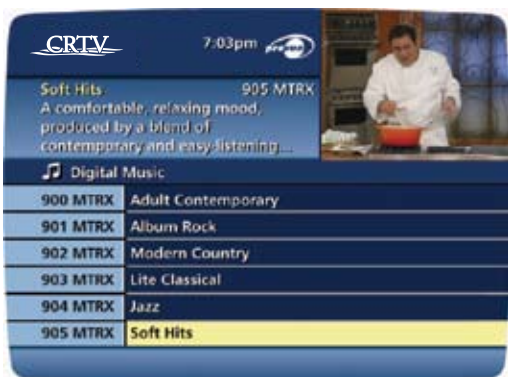 CRTV
7:03pm
Soft Hits 905 MTRX
A comfortable, relaxing mood,
produced by a blend of
contemporary and easy-listening...
Digital Music
900 MTRX Adult Contemporary
901 MTRX Album Rock
902 MTRX Modern Country
903 MTRX Lite Classical
904 MTRX Jazz
905 MTRX Soft Hits